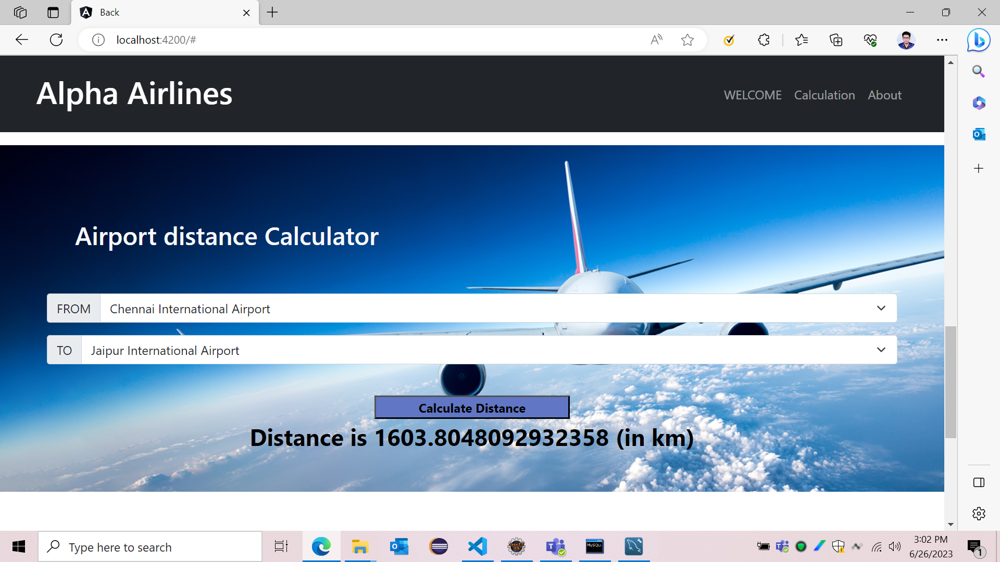 Back
localhost:4200/#
Alpha Airlines
WELCOME Calculation About
Airport distance Calculator
FROM Chennai International Airport
TO Jaipur International Airport
Calculate Distance
Distance is 1603.8048092932358 (in km)
Type here to search
3:02 PM
6/26/2023
1